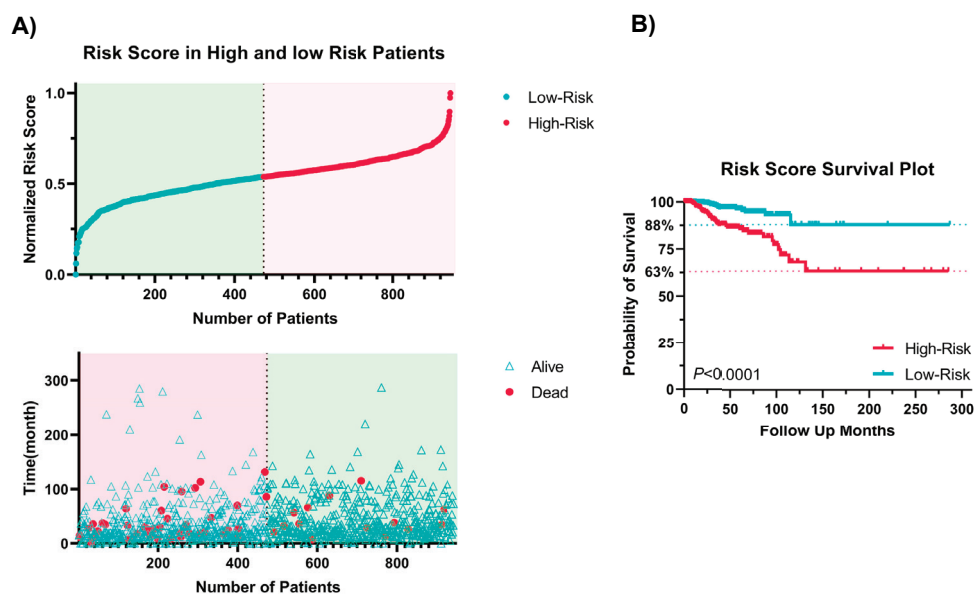 A)
Risk Score in High and low Risk Patients
Normalized Risk Score
1.0
0.5
0.0
200 400 600 800
Number of Patients
Low-Risk
High-Risk
Time(month)
300
200
100
0
200 400 600 800
Number of Patients
Alive
Dead
B)
Risk Score Survival Plot
Probability of Survival
100
88%
75
63%
50
25
0
P<0.0001
High-Risk
Low-Risk
0 50 100 150 200 250 300
Follow Up Months